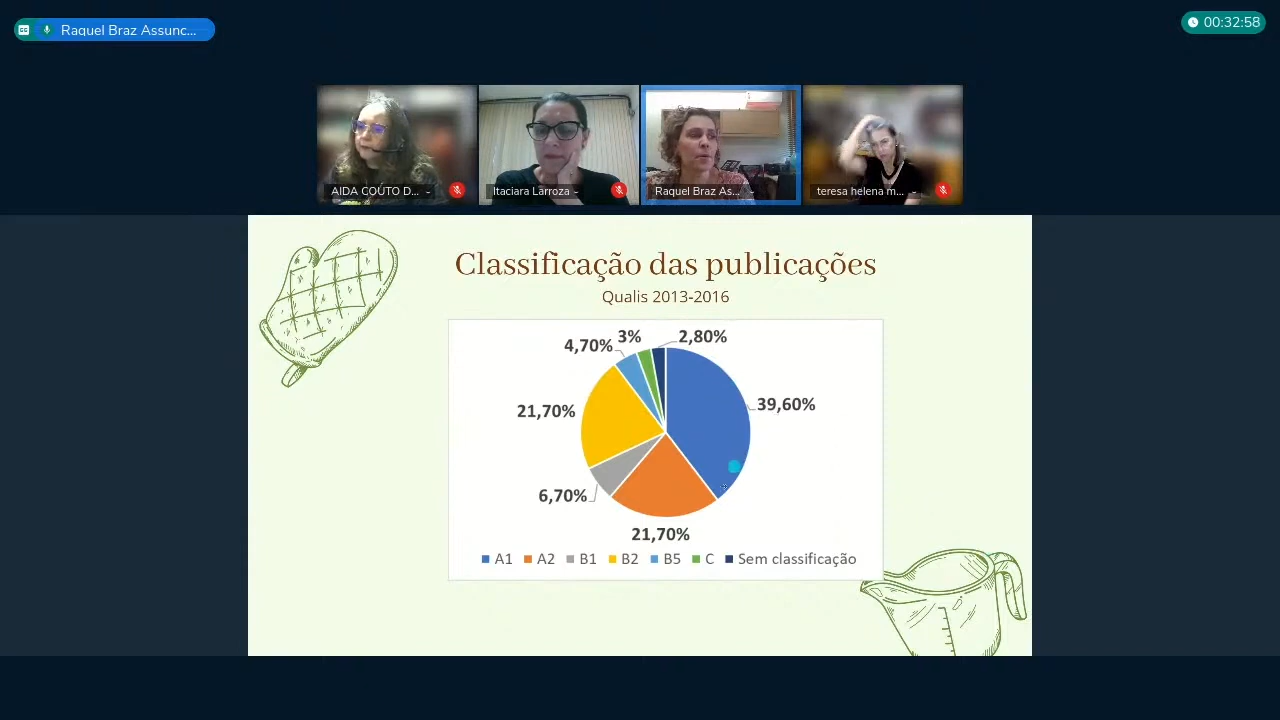 Raquel Braz Assunc...
00:32:58
AIDA COUTO D...
Itaciara Larroza
Raquel Braz As...
teresa helena m...
Classificação das publicações
Qualis 2013-2016
4,70%
3%
2,80%
39,60%
21,70%
6,70%
21,70%
A1 A2 B1 B2 B5 C Sem classificação